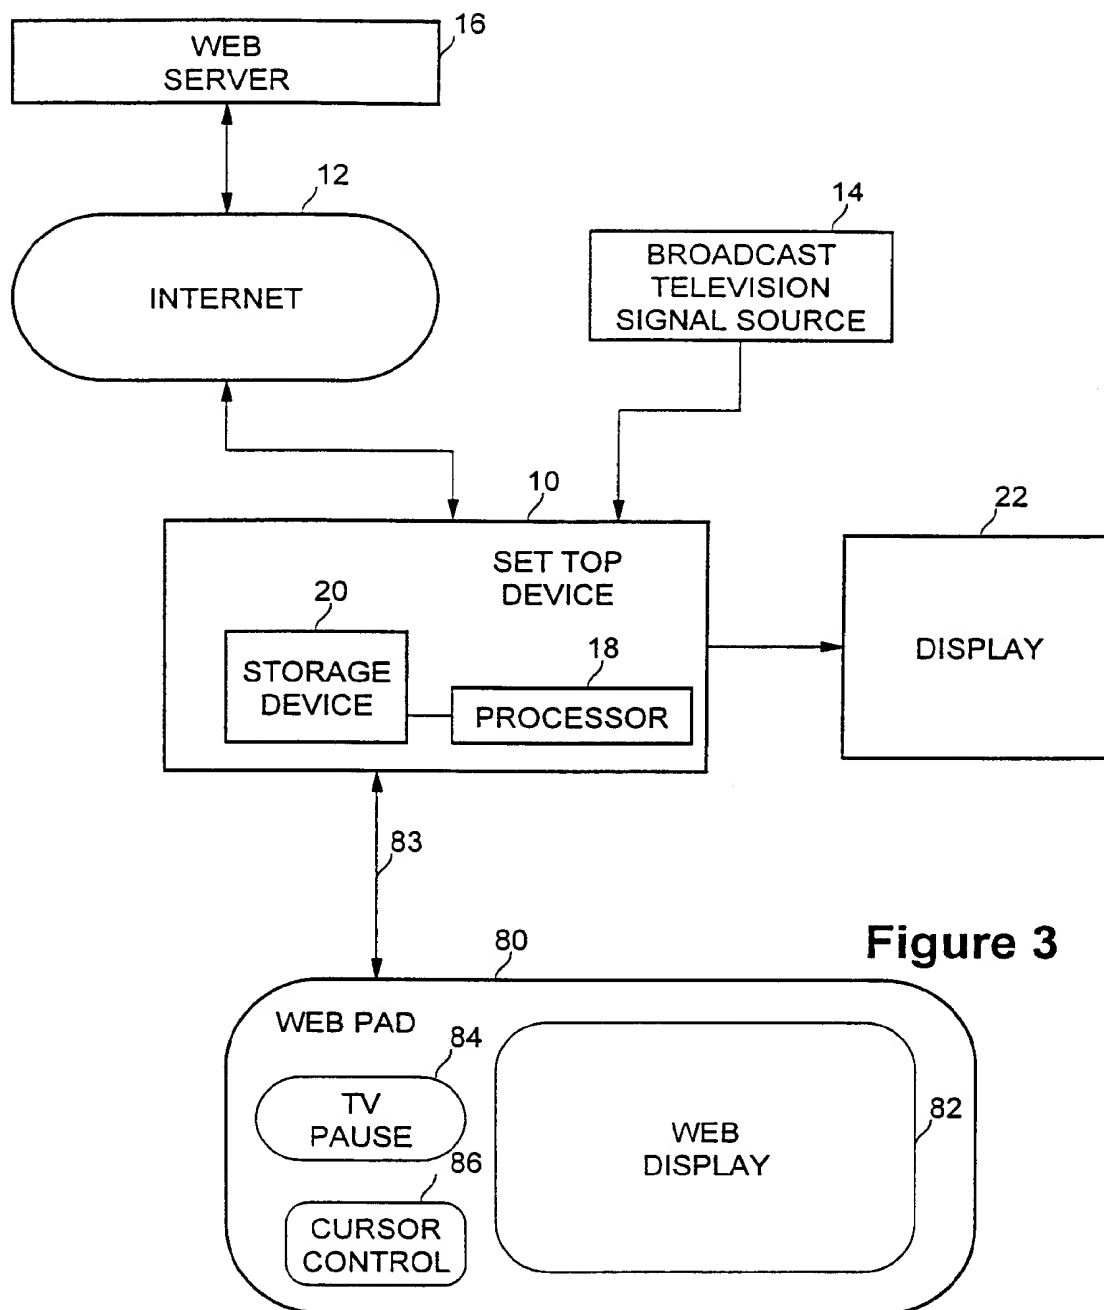 16
WEB
SERVER
12
INTERNET
14
BROADCAST
TELEVISION
SIGNAL SOURCE
10
SET TOP
DEVICE
20
STORAGE
DEVICE
18
PROCESSOR
22
DISPLAY
83
Figure 3
80
WEB PAD
84
TV
PAUSE
86
CURSOR
CONTROL
WEB
DISPLAY
82